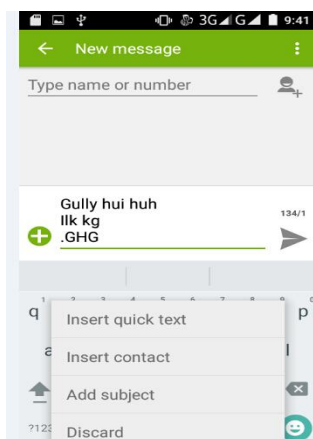 3G G 9:41
New message
Type name or number
Gully hui huh
Ilk kg
.GHG
134/1
q p
Insert quick text
Insert contact
Add subject
?123
Discard